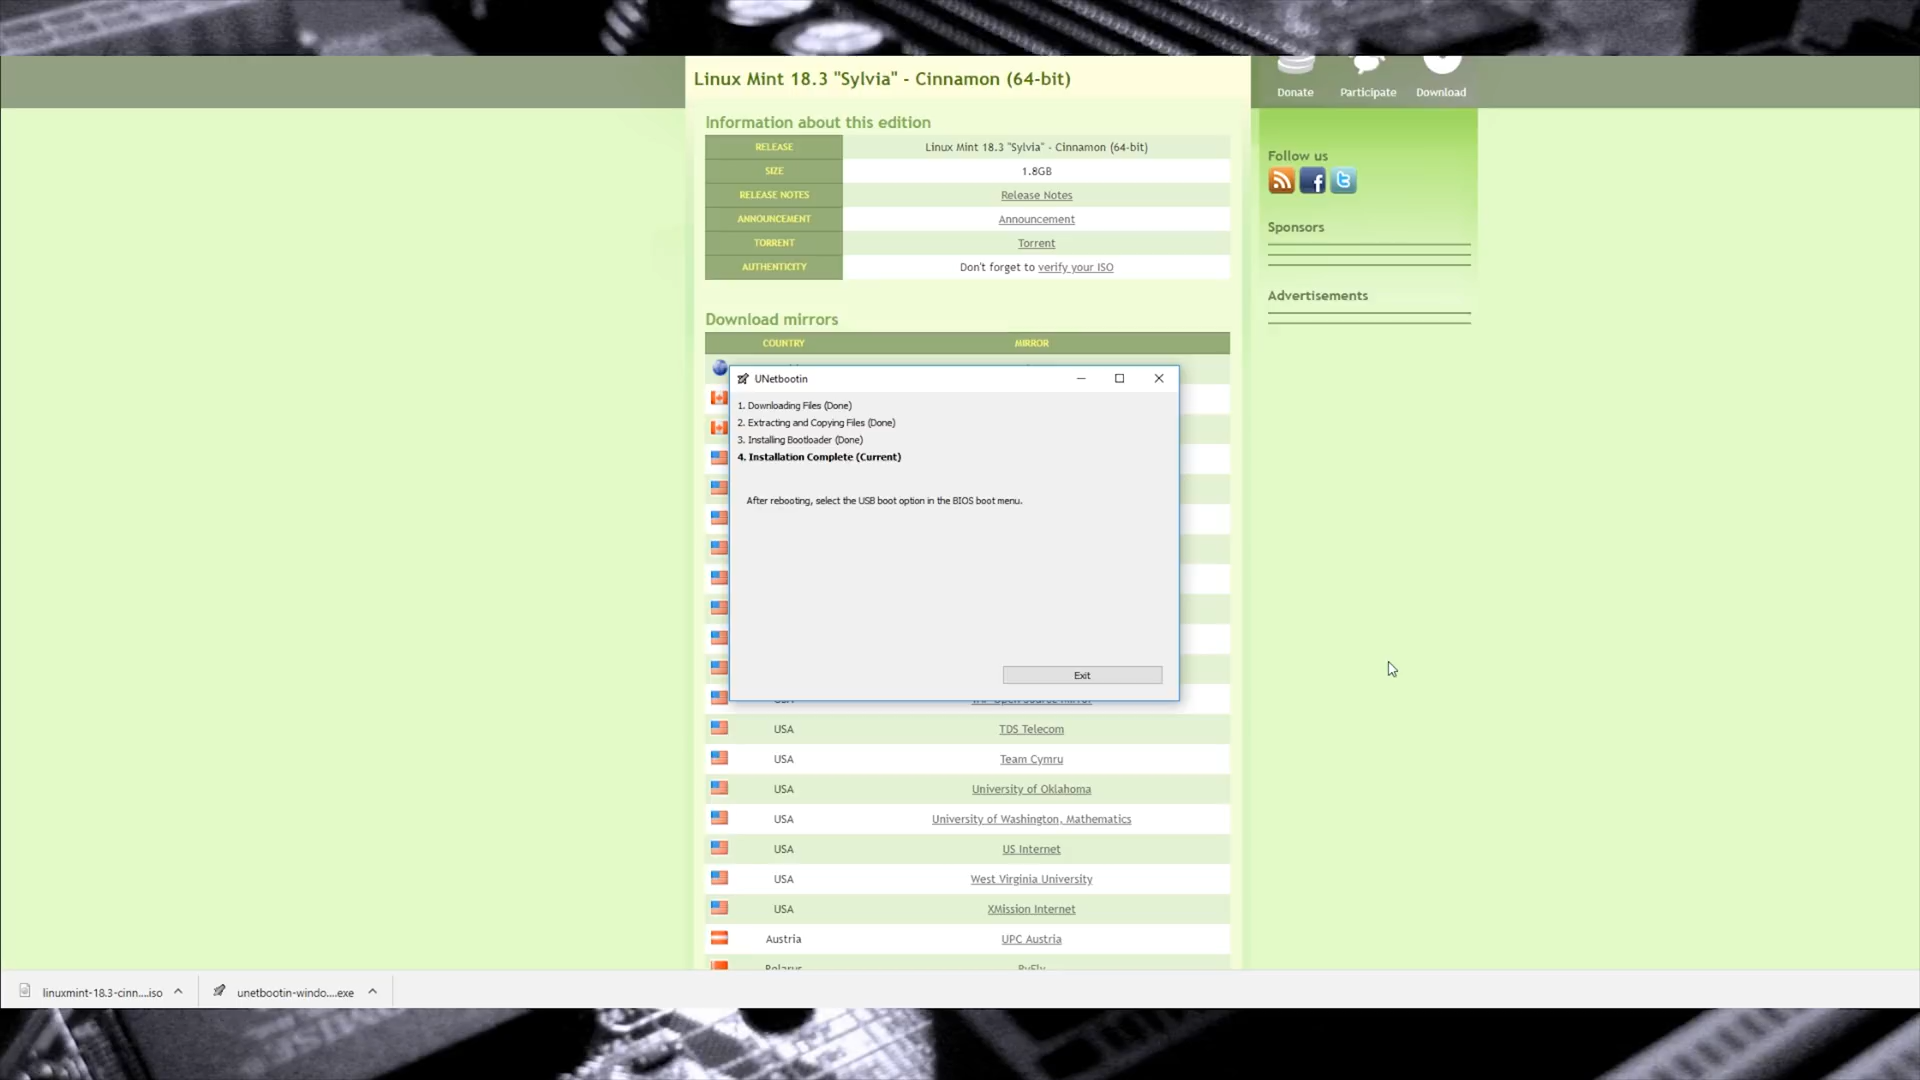 Linux Mint 18.3 "Sylvia" - Cinnamon (64-bit)
Donate
Participate
Download
Information about this edition
RELEASE
Linux Mint 18.3 "Sylvia" - Cinnamon (64-bit)
SIZE
1.8GB
RELEASE NOTES
Release Notes
ANNOUNCEMENT
Announcement
TORRENT
Torrent
AUTHENTICITY
Don't forget to verify your ISO
Follow us
Sponsors
Advertisements
Download mirrors
COUNTRY
MIRROR
UNetbootin
1. Downloading Files (Done)
2. Extracting and Copying Files (Done)
3. Installing Bootloader (Done)
4. Installation Complete (Current)
After rebooting, select the USB boot option in the BIOS boot menu.
Exit
USA
TDS Telecom
USA
Team Cymru
USA
University of Oklahoma
USA
University of Washington, Mathematics
USA
US Internet
USA
West Virginia University
USA
XMission Internet
Austria
UPC Austria
Belarus
ByFly
linuxmint-18.3-cinn....iso
unetbootin-windo....exe